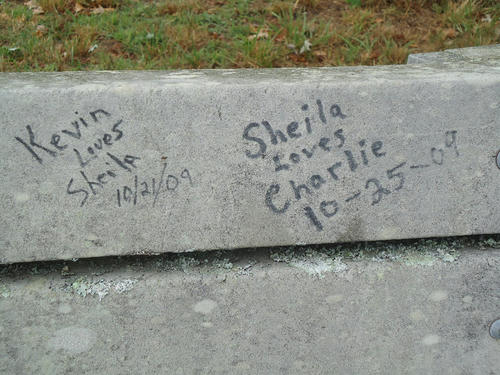 Kevin
Loves
Sheila
10/21/09
Sheila
Loves
Charlie
10-25-09